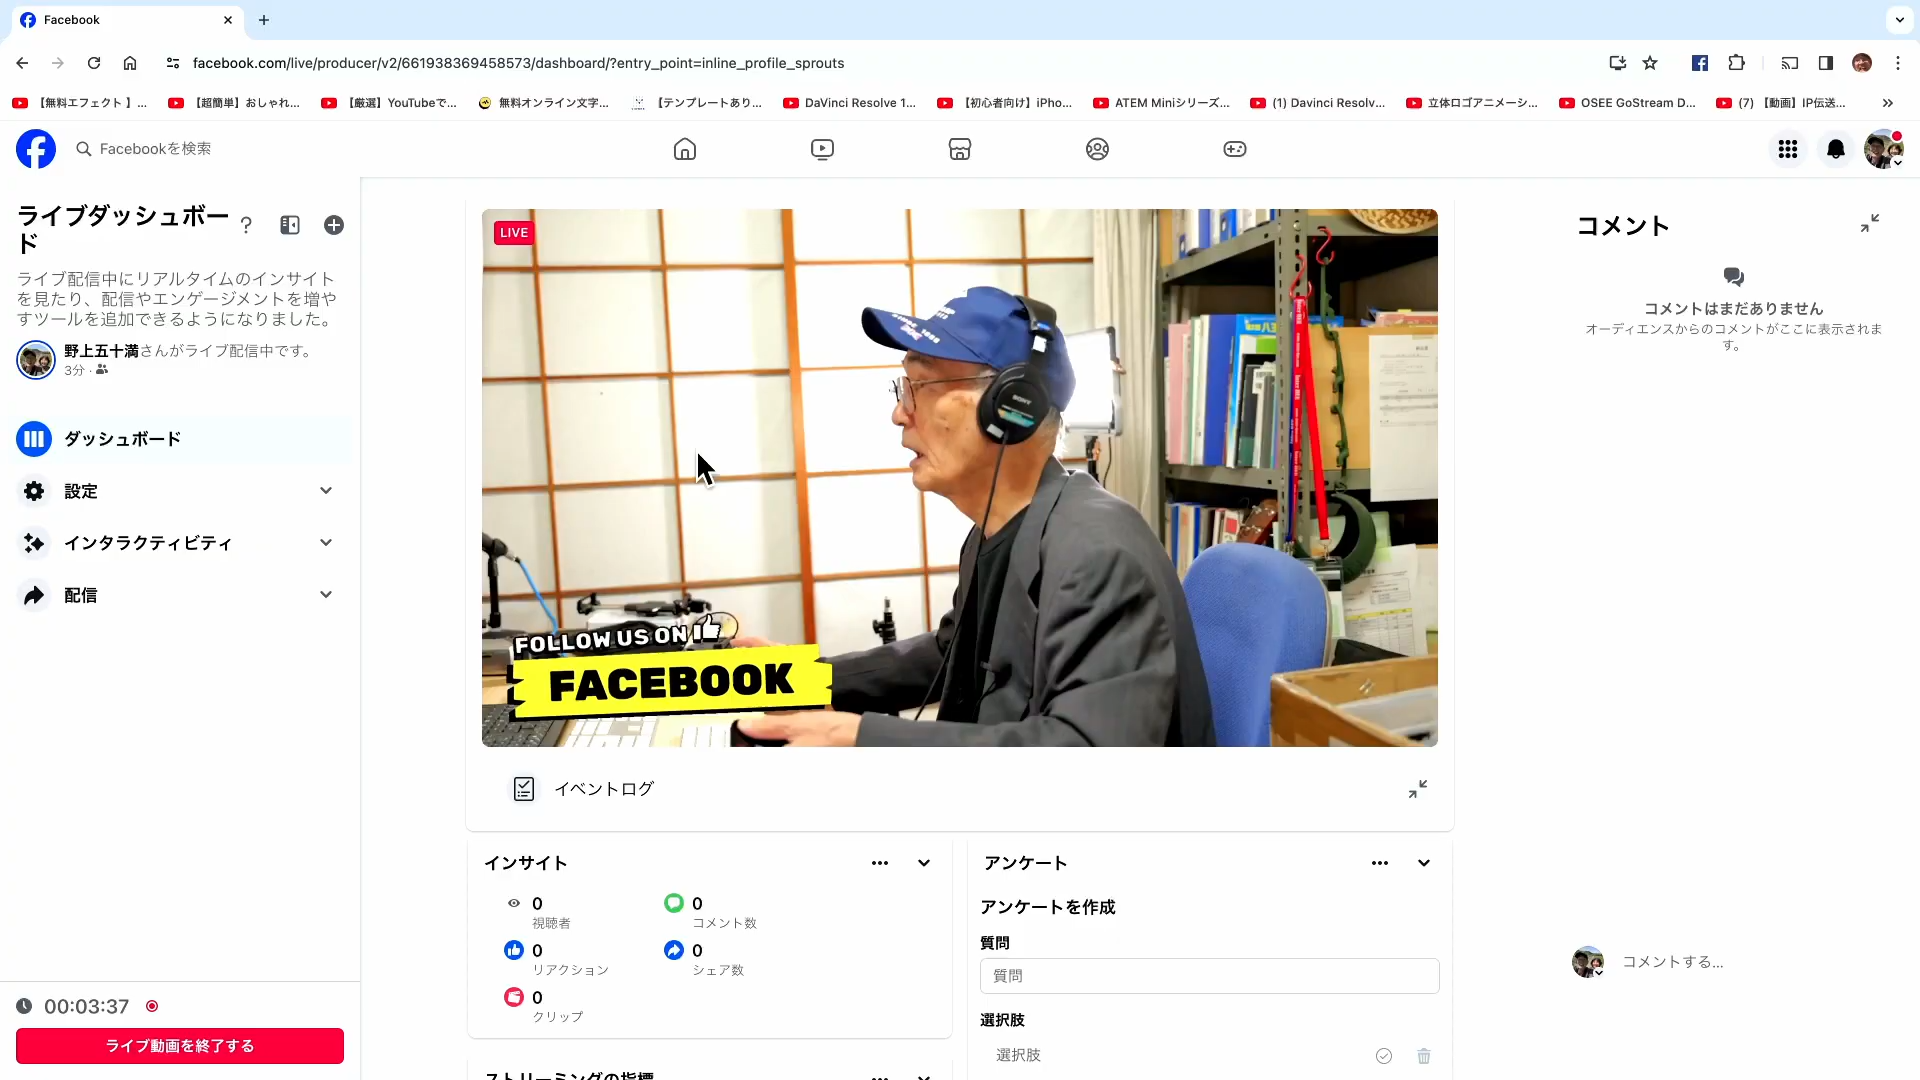 Facebook
facebook.com/live/producer/v2/661938369458573/dashboard/?entry_point=inline_profile_sprouts
【無料エフェクト】...
【超簡単】おしゃれ...
【厳選】YouTubeで...
無料オンライン文字...
【テンプレートあり...
DaVinci Resolve 1...
【初心者向け】iPho...
ATEM Miniシリーズ...
(1) Davinci Resolv...
立体ロゴアニメーシ...
OSEE GoStream D...
(7) 【動画】IP伝送...
Facebookを検索
ライブダッシュボー
ド
ライブ配信中にリアルタイムのインサイト
を見たり、配信やエンゲージメントを増や
すツールを追加できるようになりました。
野上五十満さんがライブ配信中です。
3分 ·
ダッシュボード
設定
インタラクティビティ
配信
00:03:37
ライブ動画を終了する
LIVE
SINCE 1868
SONY
FOLLOW US ON
FACEBOOK
イベントログ
インサイト
0
視聴者
0
コメント数
0
リアクション
0
シェア数
0
クリップ
ストリーミングの指標
アンケート
アンケートを作成
質問
質問
選択肢
選択肢
コメント
コメントはまだありません
オーディエンスからのコメントがここに表示されま
す。
コメントする...